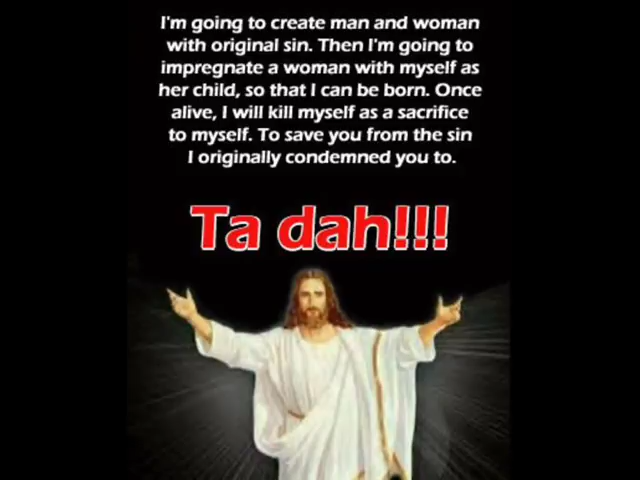 I'm going to create man and woman
with original sin. Then I'm going to
impregnate a woman with myself as
her child, so that I can be born. Once
alive, I will kill myself as a sacrifice
to myself. To save you from the sin
I originally condemned you to.
Ta dah!!!